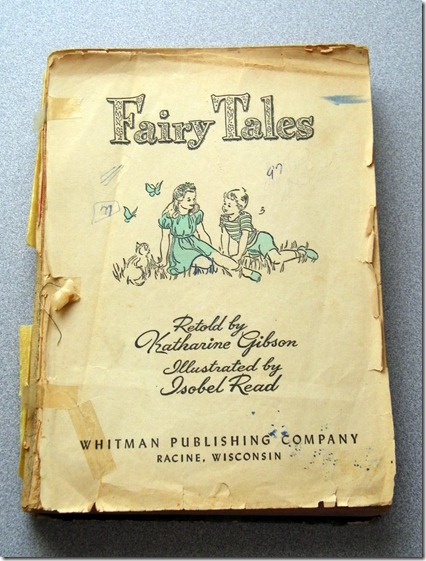 Fairy Tales
Retold by
Katharine Gibson
Illustrated by
Isobel Read
WHITMAN PUBLISHING COMPANY
RACINE, WISCONSIN